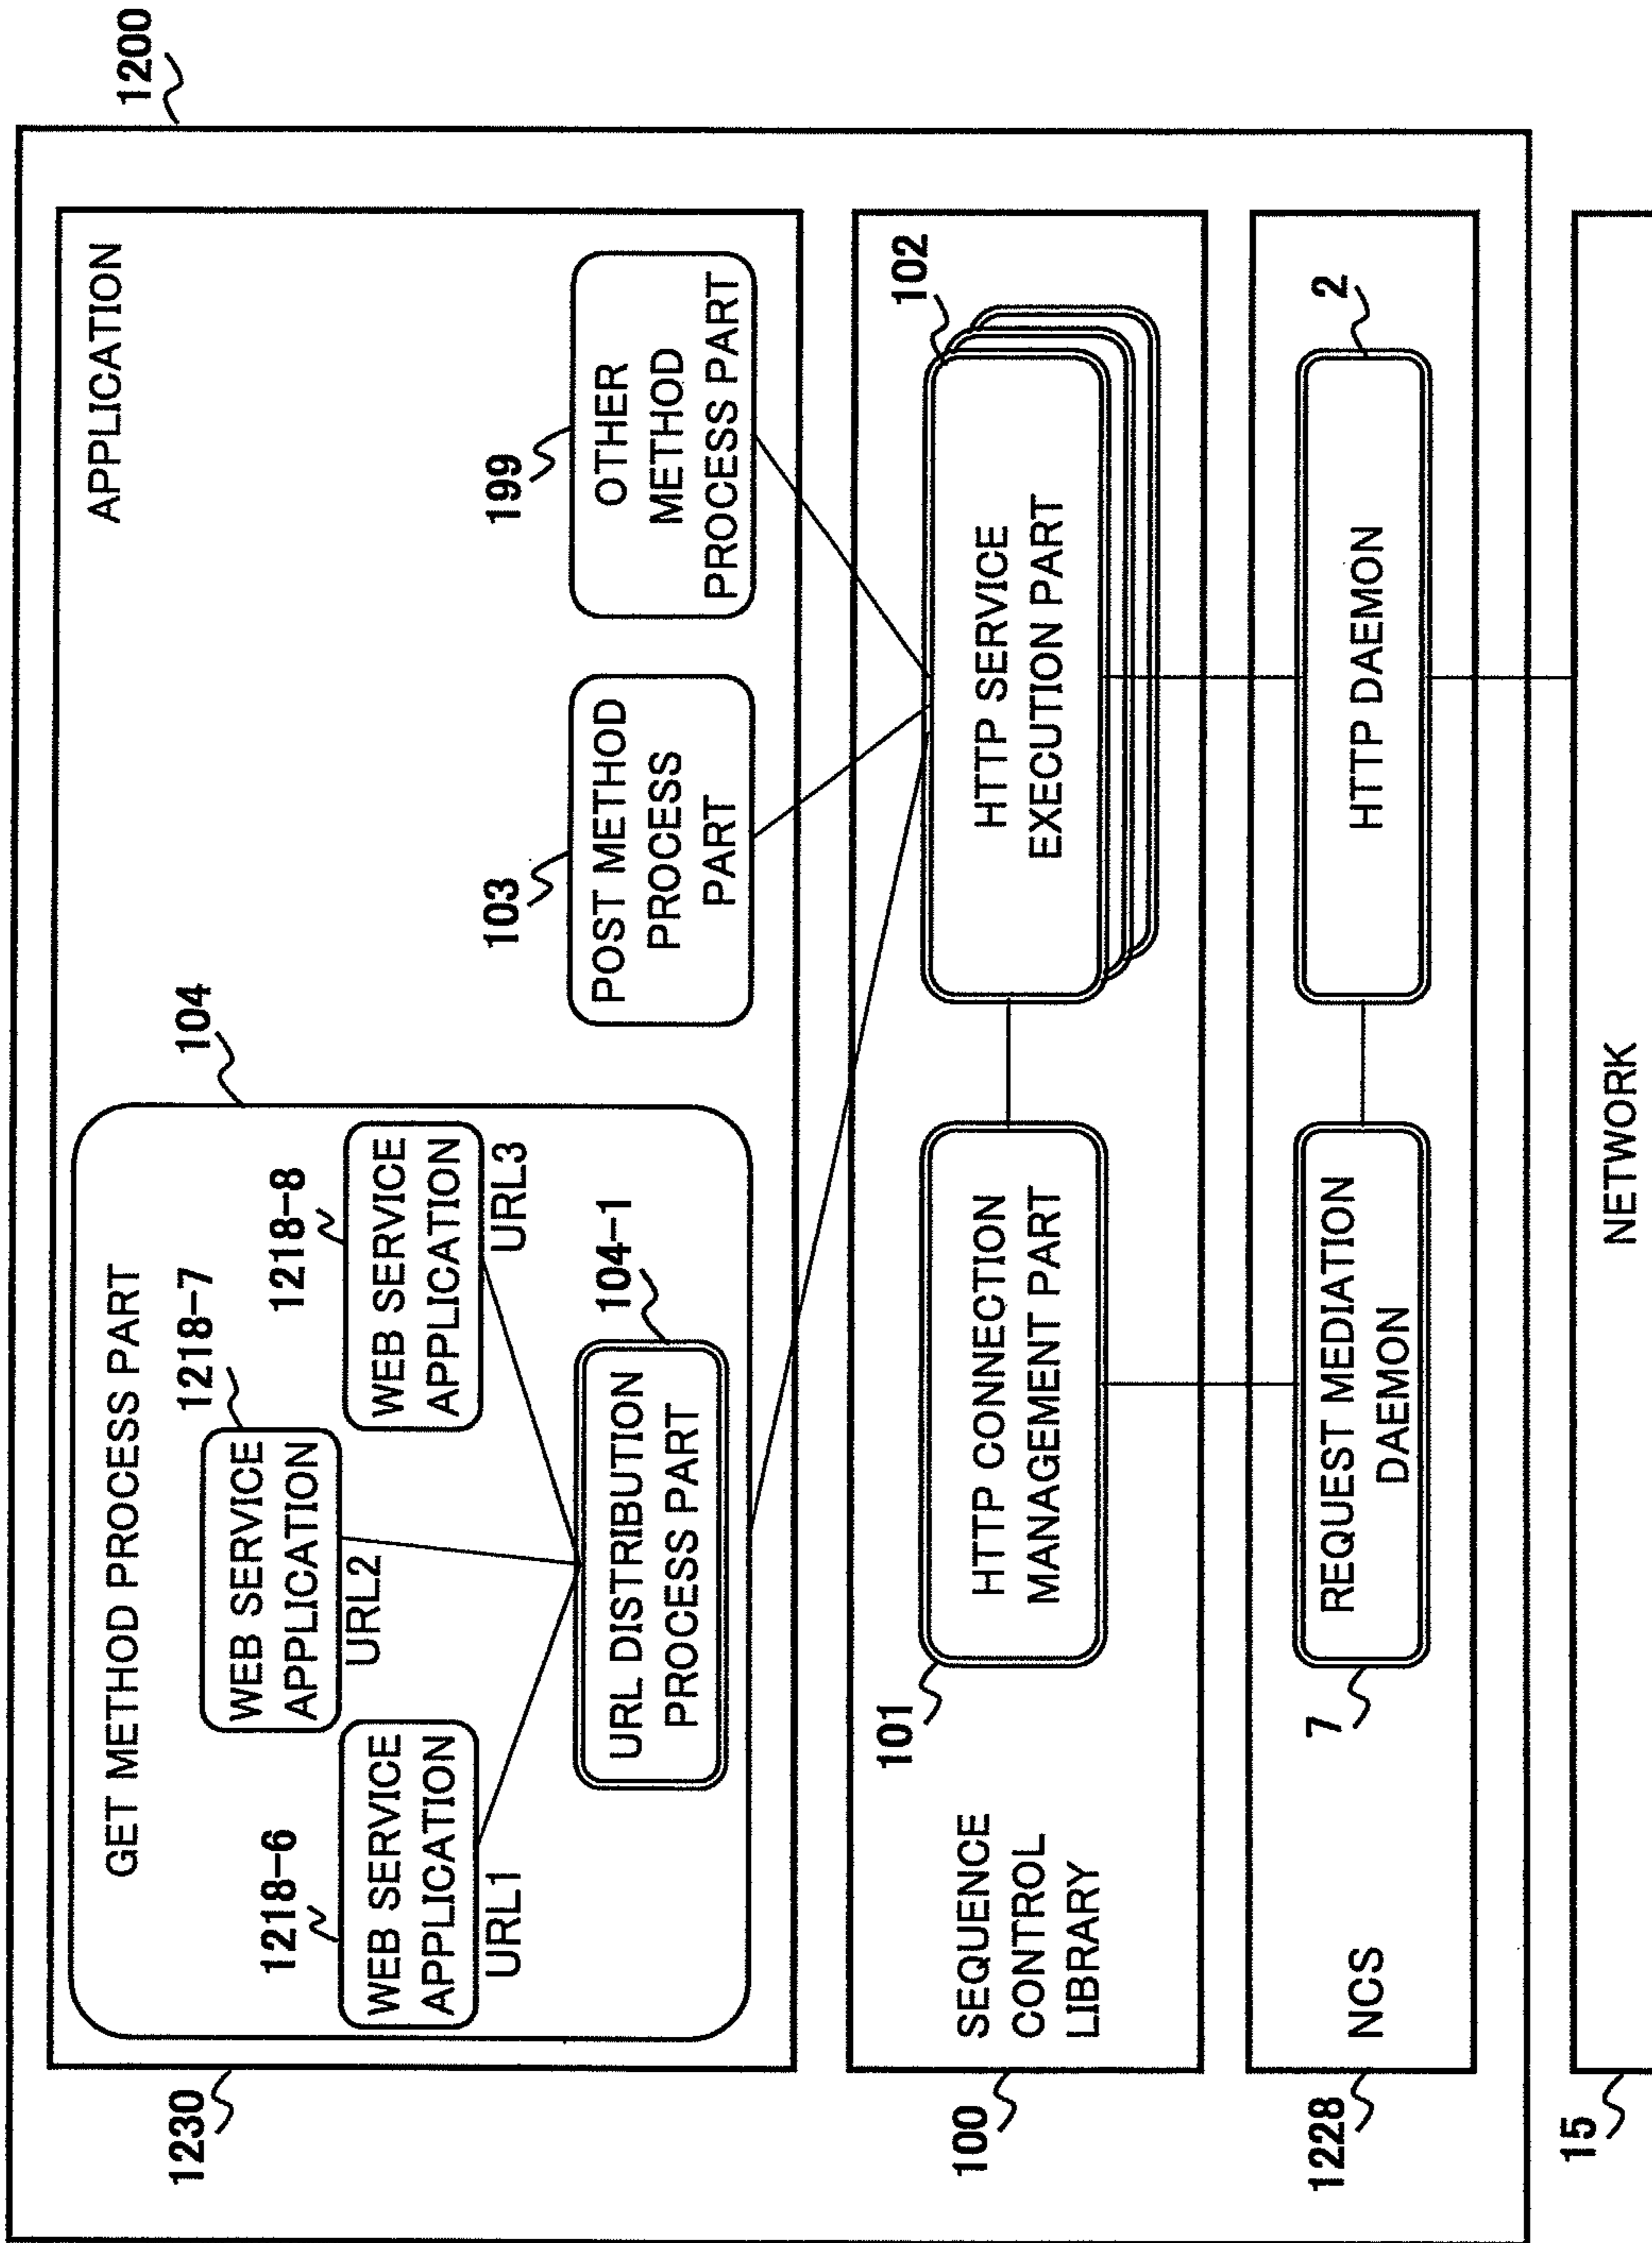 1200
1230
APPLICATION
GET METHOD PROCESS PART
104
1218-6
WEB SERVICE
APPLICATION
URL1
1218-7
WEB SERVICE
APPLICATION
URL2
1218-8
WEB SERVICE
APPLICATION
URL3
104-1
URL DISTRIBUTION
PROCESS PART
103
POST METHOD
PROCESS
PART
199
OTHER
METHOD
PROCESS PART
100
SEQUENCE
CONTROL
LIBRARY
101
HTTP CONNECTION
MANAGEMENT PART
102
HTTP SERVICE
EXECUTION PART
1228
NCS
7
REQUEST MEDIATION
DAEMON
2
HTTP DAEMON
15
NETWORK